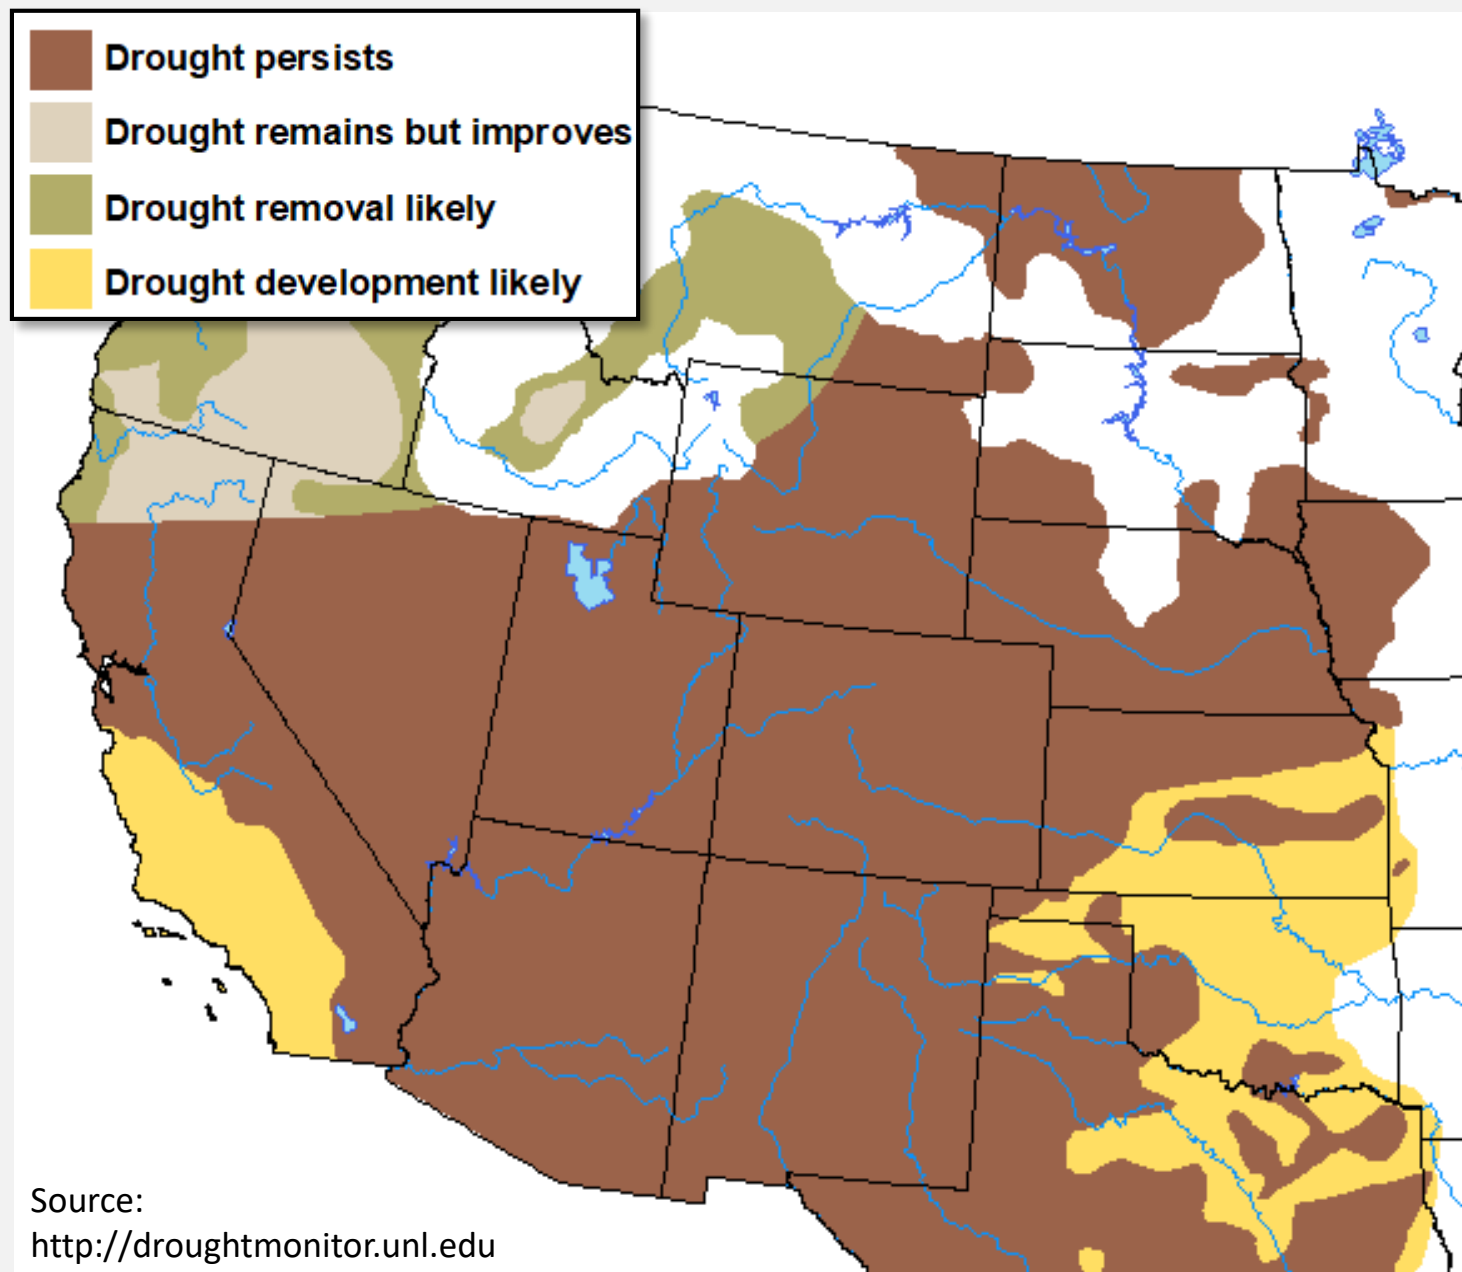 Drought persists
Drought remains but improves
Drought removal likely
Drought development likely
Source:
http://droughtmonitor.unl.edu